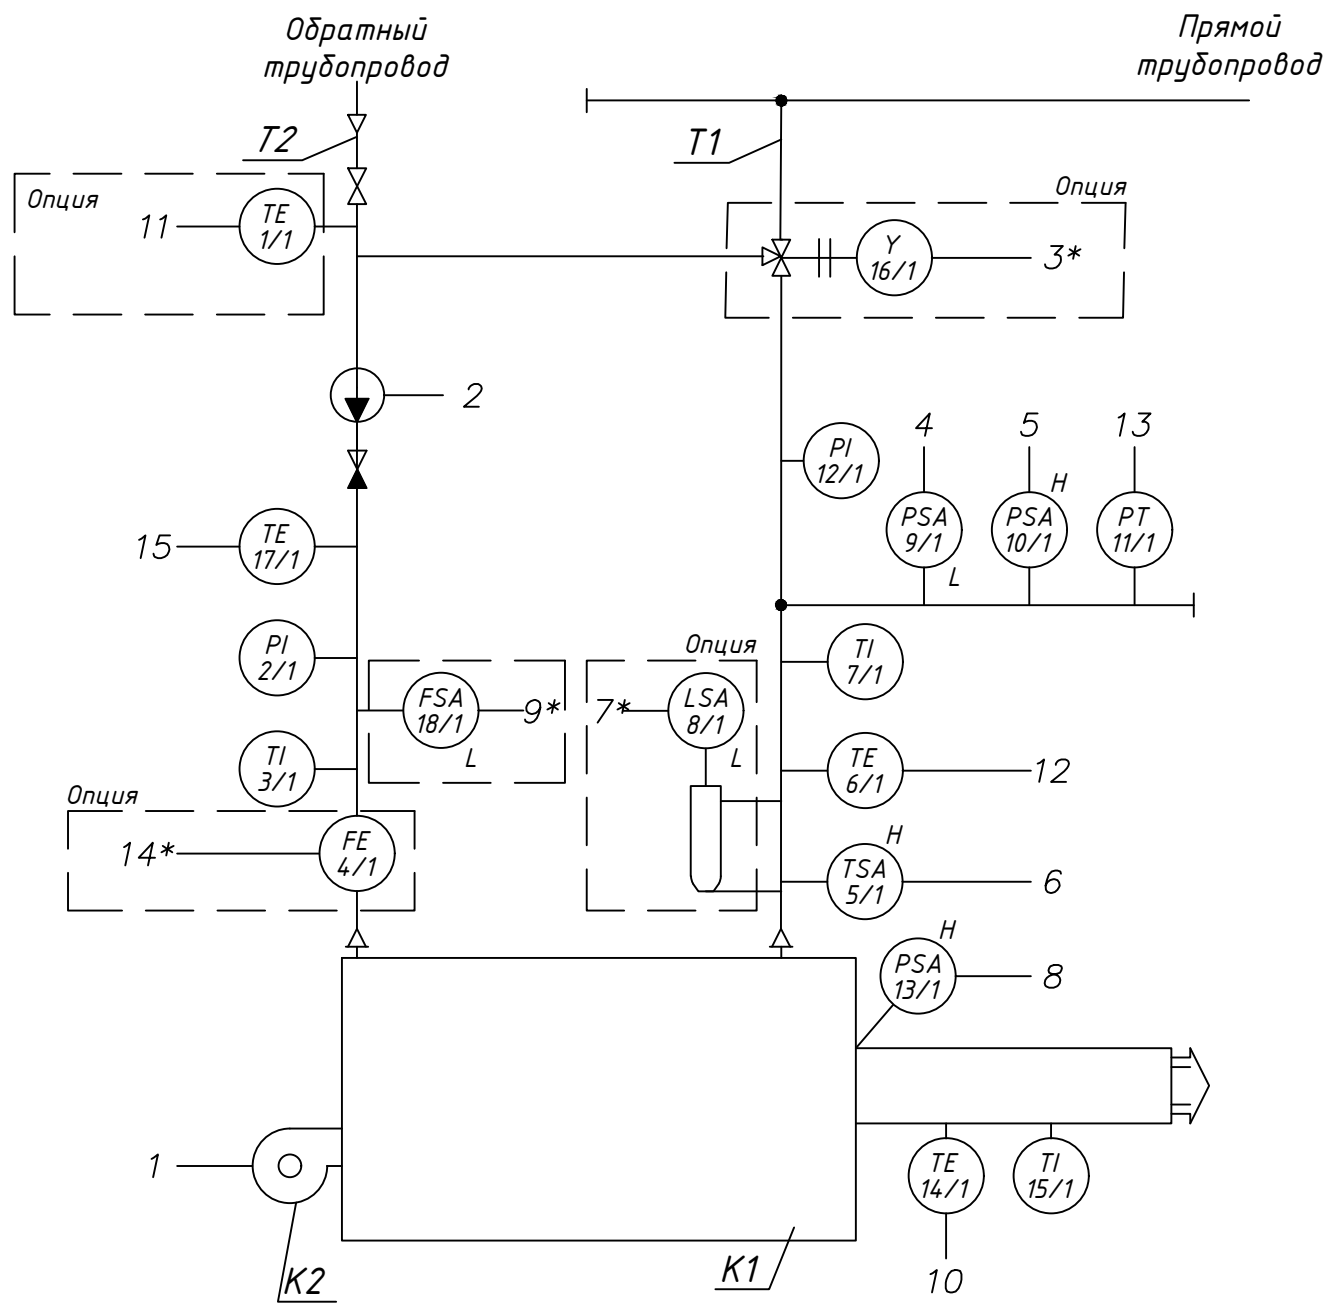 Обратный
трубопровод
Прямой
трубопровод
T2
T1
Опция
11
TE
1/1
Опция
Y
16/1
3*
2
PI
12/1
4
5
13
PSA
9/1
L
H
PSA
10/1
PT
11/1
15
TE
17/1
PI
2/1
TI
3/1
FSA
18/1
L
9*
Опция
7*
LSA
8/1
L
TI
7/1
TE
6/1
12
H
TSA
5/1
6
Опция
14*
FE
4/1
H
PSA
13/1
8
1
K2
K1
TE
14/1
TI
15/1
10